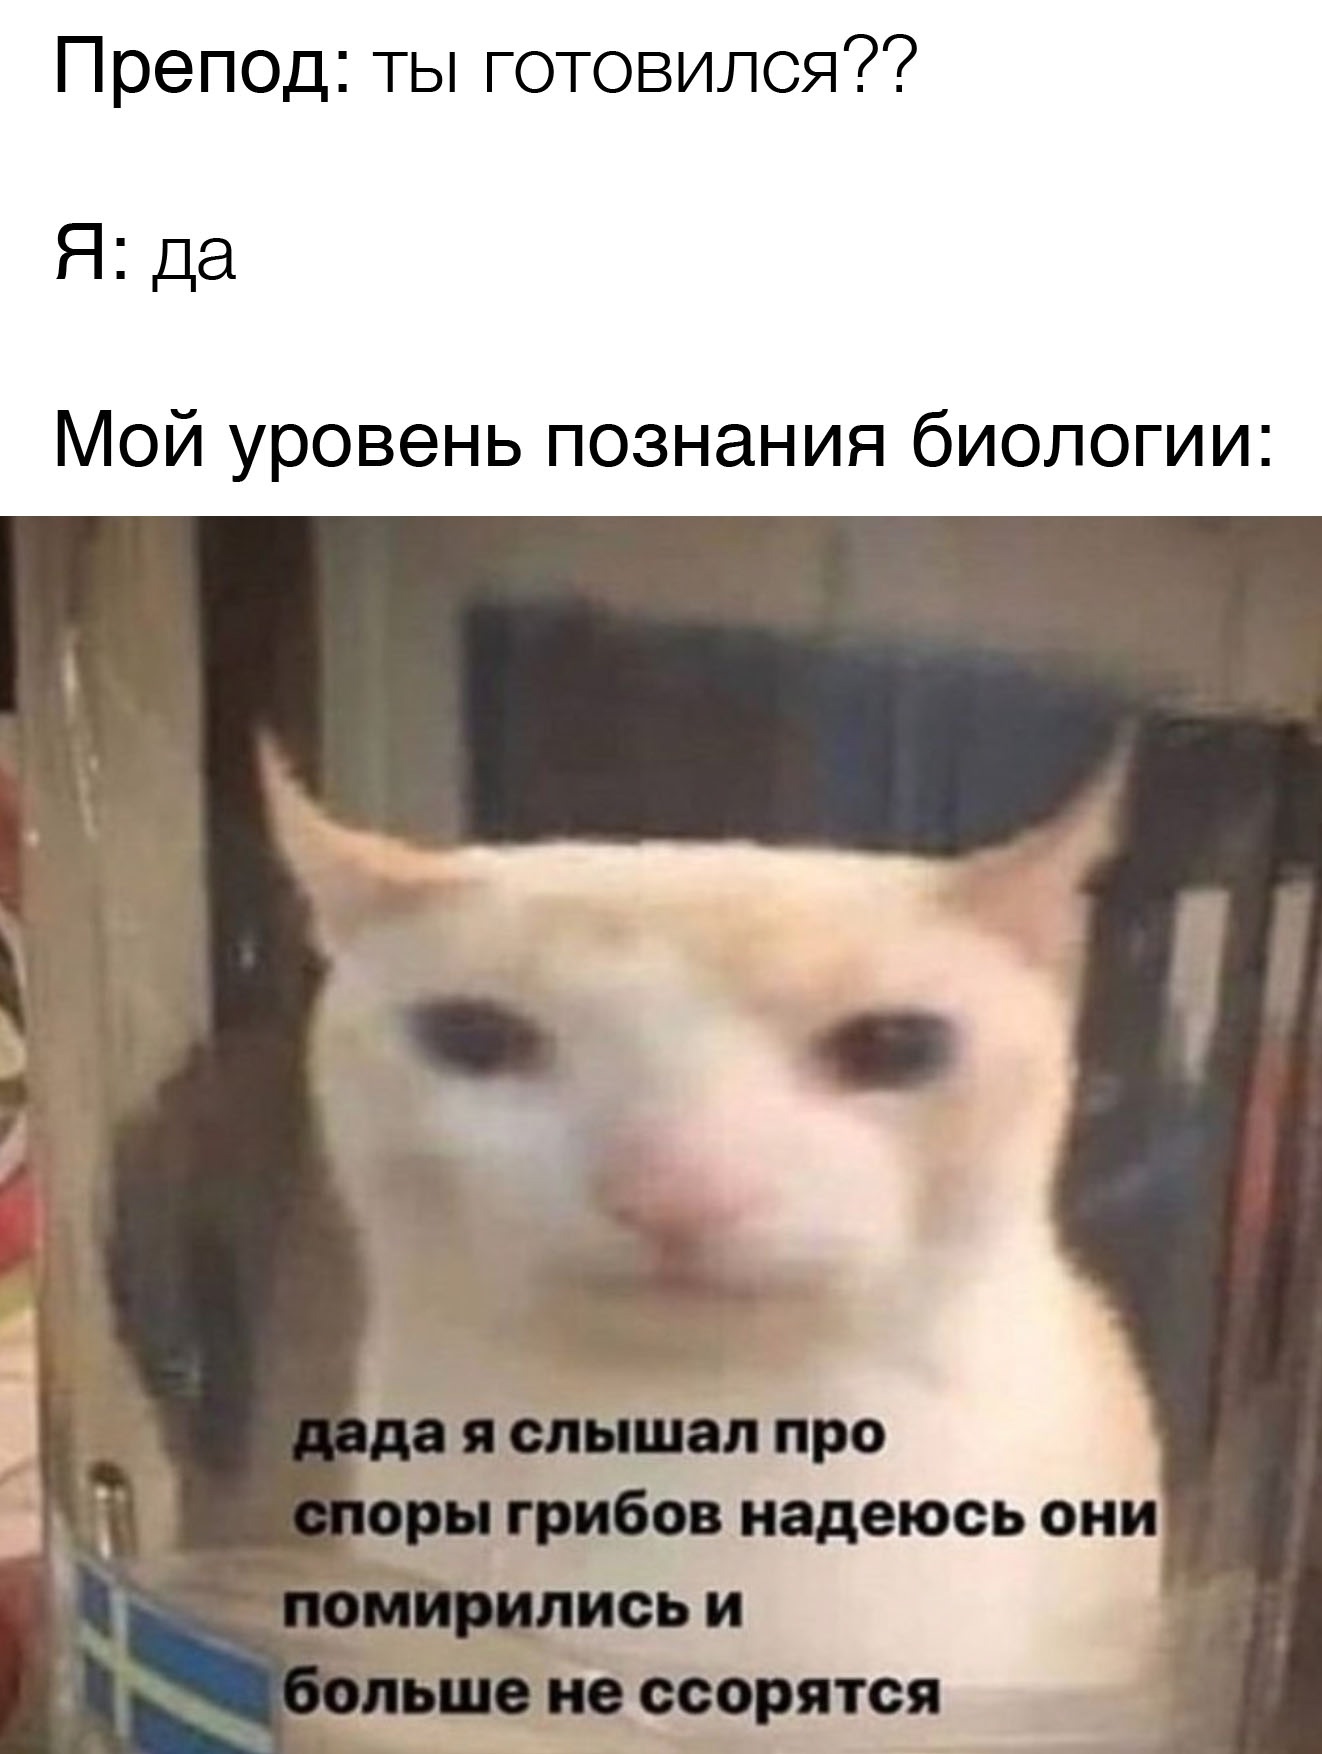 Препод: ты готовился??
Я: да
Мой уровень познания биологии:
дада я слышал про
споры грибов надеюсь они
помирились и
больше не ссорятся